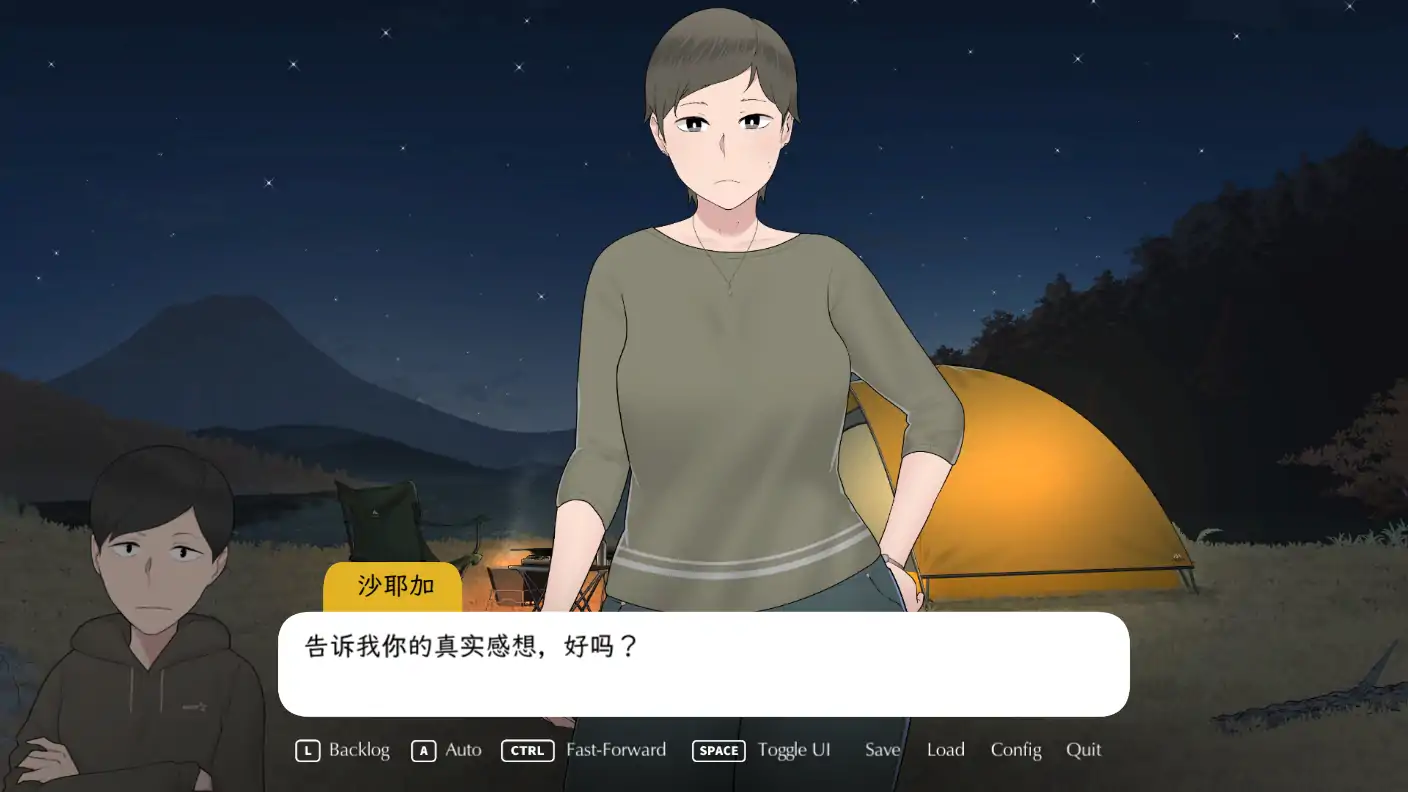 沙耶加
告诉我你的真实感想，好吗？
L Backlog A Auto CTRL Fast-Forward SPACE Toggle UI Save Load Config Quit